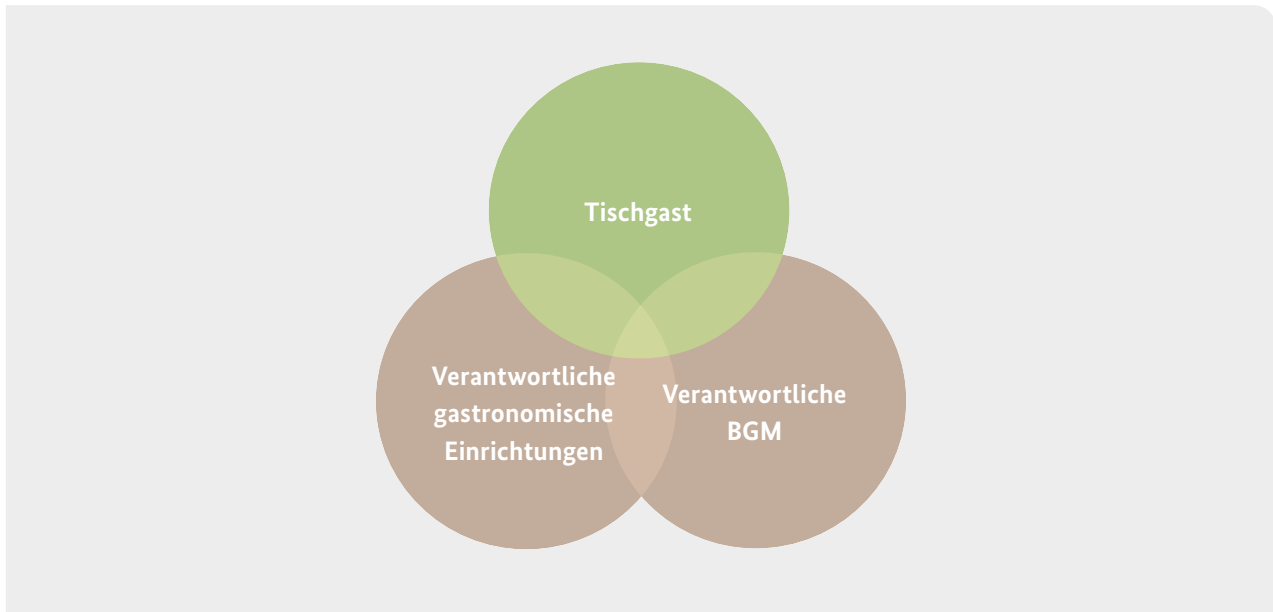 Tischgast
Verantwortliche
gastronomische
Einrichtungen
Verantwortliche
BGM